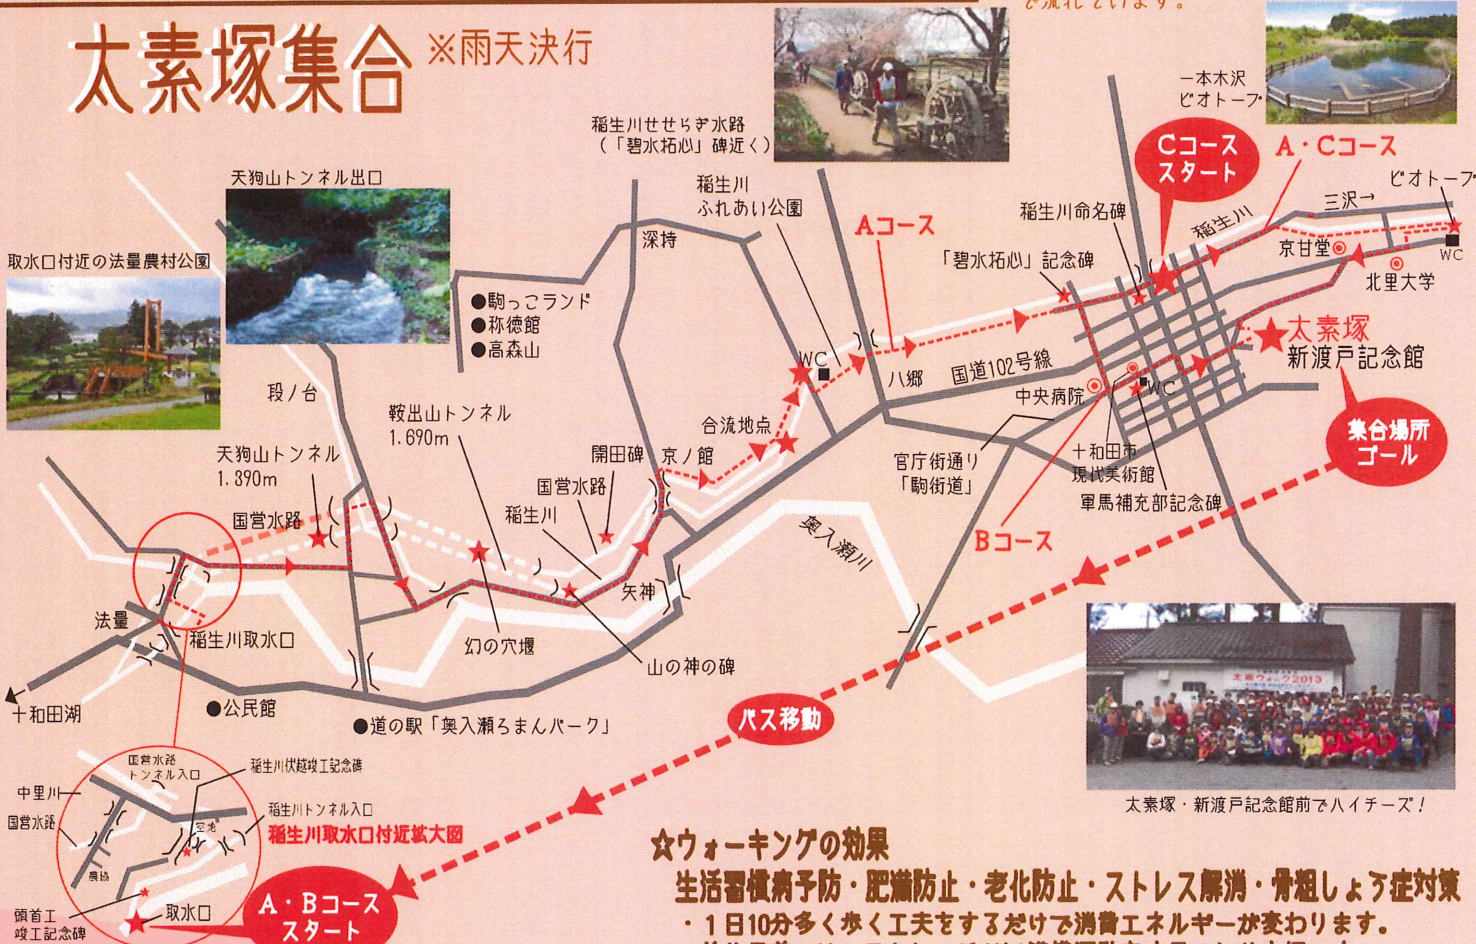 で流れています。
太素塚集合 ※雨天決行
一本木沢
ビオトープ
稲生川せせらぎ水路
(「碧水拓心」碑近く)
Cコース
スタート
A・Cコース
ビオトープ
天狗山トンネル出口
稲生川
ふれあい公園
稲生川命名碑
稲生川
三沢→
Aコース
深持
京甘堂
WC
取水口付近の法量農村公園
「碧水拓心」記念碑
北里大学
●駒っこランド
●称徳館
●高森山
太素塚
新渡戸記念館
WC
八郷
国道102号線
中央病院
WC
段ノ台
鞍出山トンネル
1.690m
合流地点
集合場所
ゴール
天狗山トンネル
1.390m
開田碑
京ノ館
官庁街通り
「駒街道」
十和田市
現代美術館
国営水路
稲生川
軍馬補充部記念碑
国営水路
奥入瀬川
Bコース
法量
矢神
稲生川取水口
幻の穴堰
山の神の碑
十和田湖
●公民館
●道の駅「奥入瀬ろまんパーク」
バス移動
太素ウォーク2013
国営水路
トンネル入口
稲生川伏越竣工記念碑
中里川
国営水路
稲生川トンネル入口
空地
稲生川取水口付近拡大図
農協
太素塚・新渡戸記念館前でハイチーズ!
頭首工
竣工記念碑
取水口
A・Bコース
スタート
☆ウォーキングの効果
生活習慣病予防・肥満防止・老化防止・ストレス解消・骨粗しょう症対策
・1日10分多く歩く工夫をするだけで消費エネルギーが変わります。